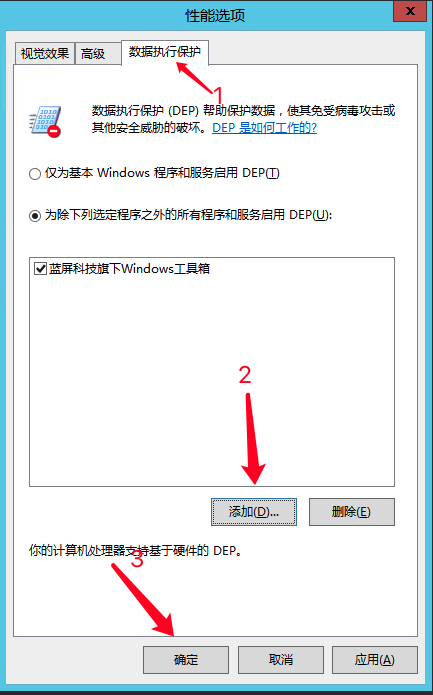 性能选项
x
视觉效果 高级 数据执行保护
1
数据执行保护 (DEP) 帮助保护数据，使其免受病毒攻击或
其他安全威胁的破坏。DEP 是如何工作的?
仅为基本 Windows 程序和服务启用 DEP(T)
为除下列选定程序之外的所有程序和服务启用 DEP(U):
蓝屏科技旗下Windows工具箱
2
添加(D)... 删除(E)
你的计算机处理器支持基于硬件的 DEP。
3
确定 取消 应用(A)